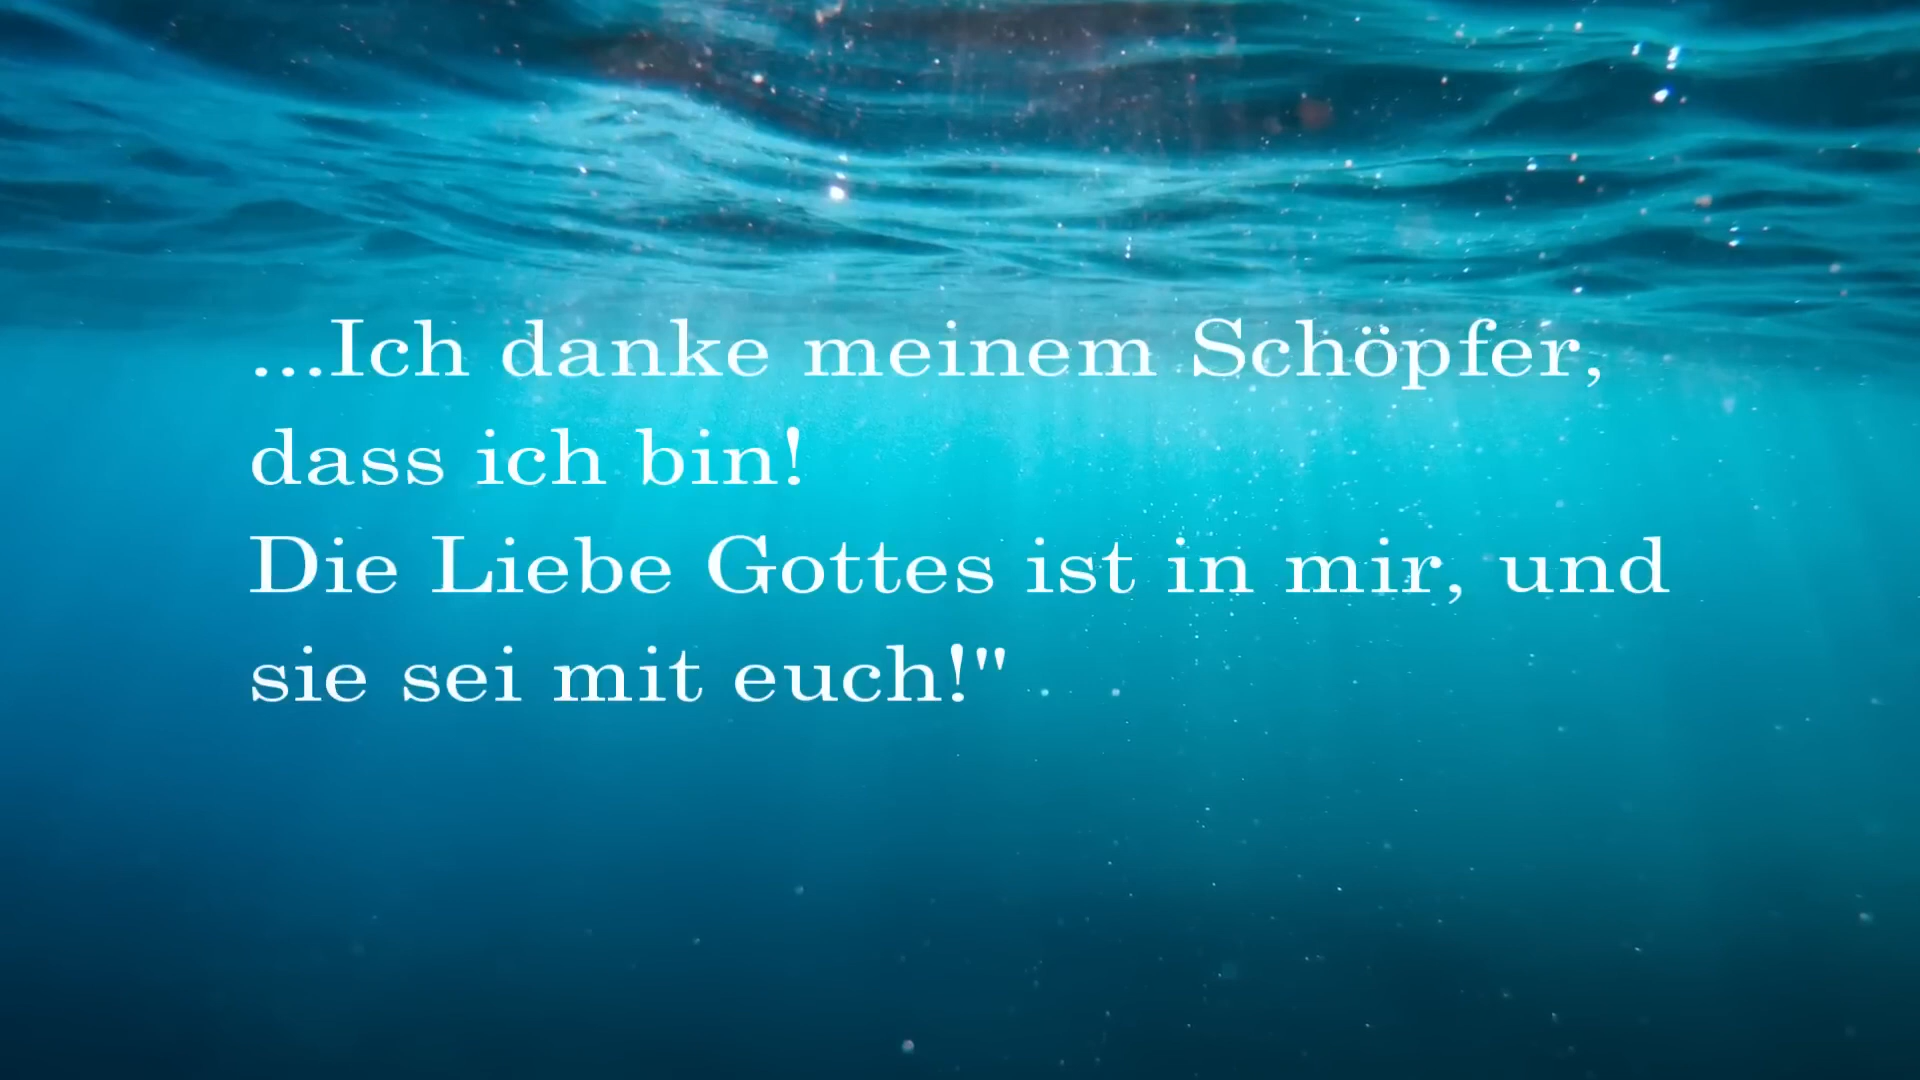 ...Ich danke meinem Schöpfer,
dass ich bin!
Die Liebe Gottes ist in mir, und
sie sei mit euch!"